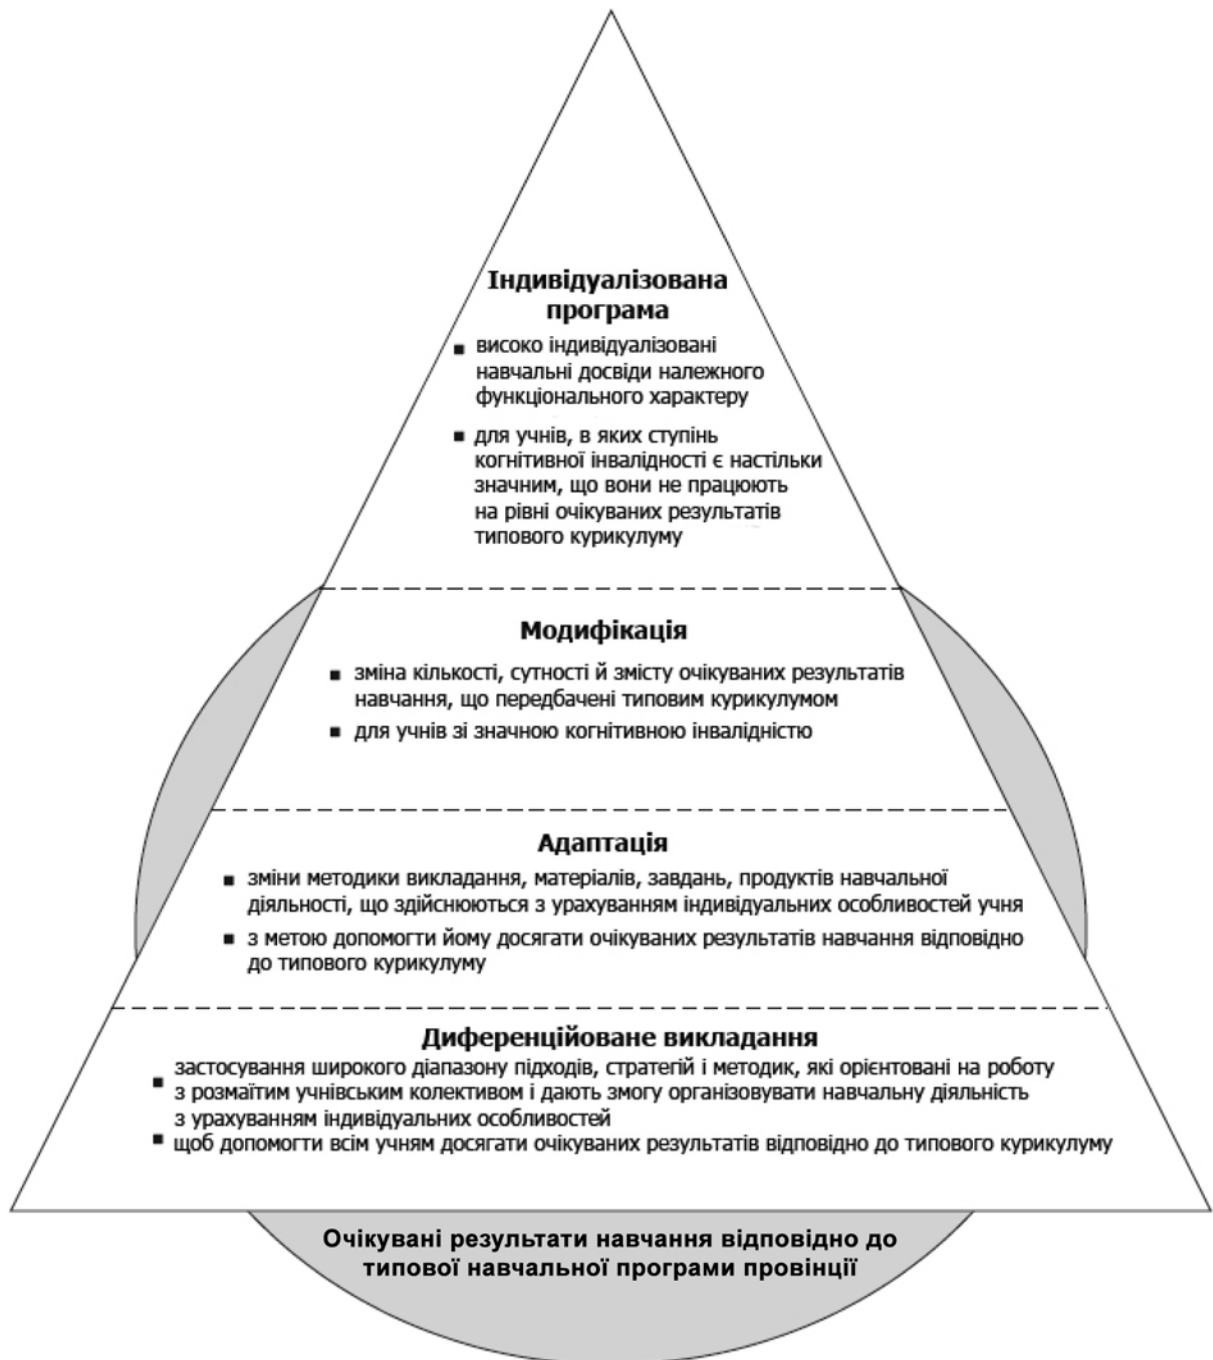 Індивідуалізована
програма
▪ високо індивідуалізовані
навчальні досвіди належного
функціонального характеру
▪ для учнів, в яких ступінь
когнітивної інвалідності є настільки
значним, що вони не працюють
на рівні очікуваних результатів
типового курикулуму
Модифікація
▪ зміна кількості, сутності й змісту очікуваних результатів
навчання, що передбачені типовим курикулумом
▪ для учнів зі значною когнітивною інвалідністю
Адаптація
▪ зміни методики викладання, матеріалів, завдань, продуктів навчальної
діяльності, що здійснюються з урахуванням індивідуальних особливостей учня
▪ з метою допомогти йому досягати очікуваних результатів навчання відповідно
до типового курикулуму
Диференційоване викладання
▪ застосування широкого діапазону підходів, стратегій і методик, які орієнтовані на роботу
з розмаїтим учнівським колективом і дають змогу організовувати навчальну діяльність
з урахуванням індивідуальних особливостей
▪ щоб допомогти всім учням досягати очікуваних результатів відповідно до типового курикулуму
Очікувані результати навчання відповідно до
типової навчальної програми провінції